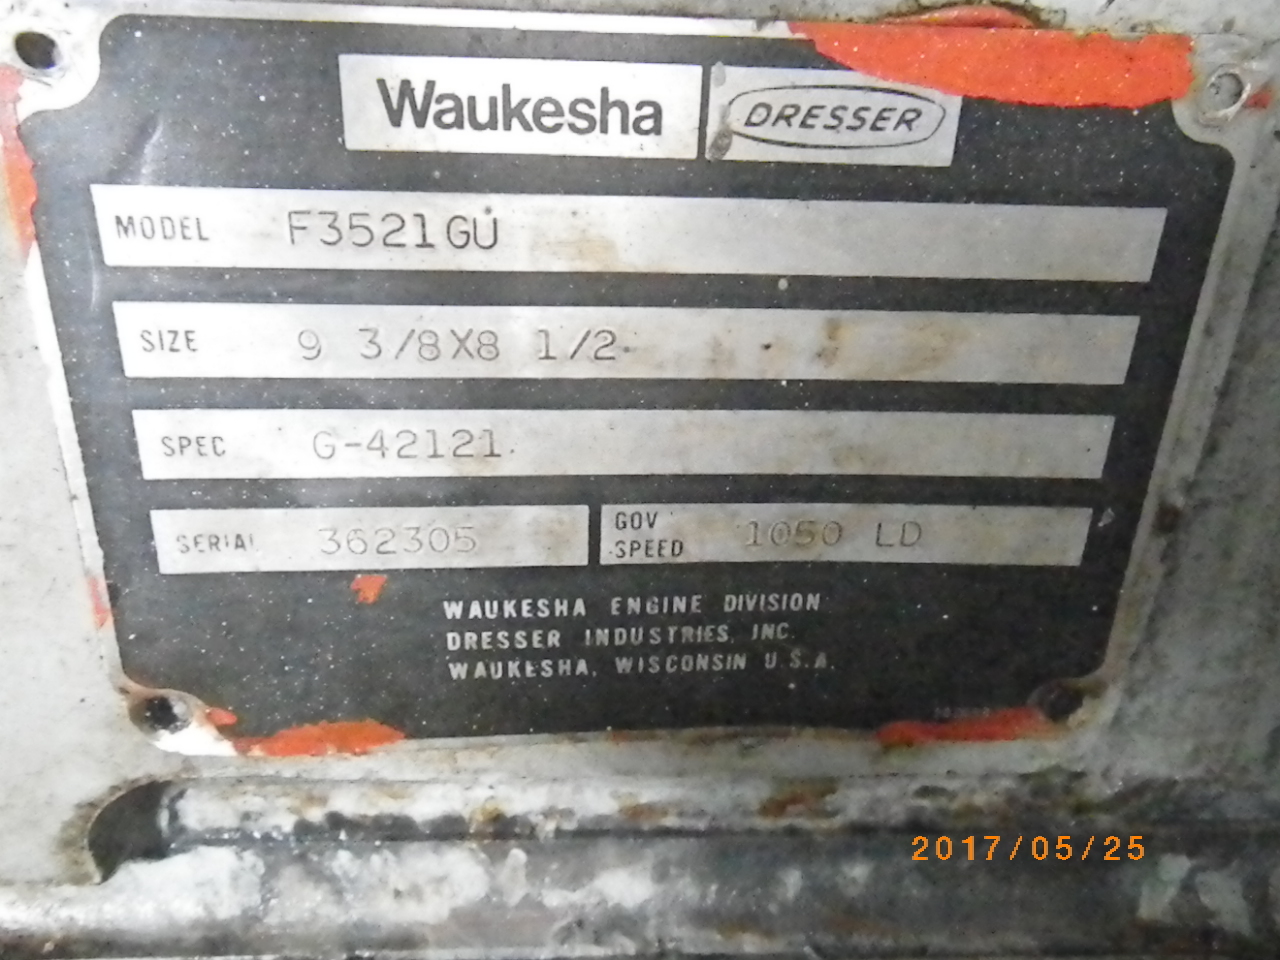 Waukesha DRESSER
MODEL F3521GU
SIZE 9 3/8X8 1/2
SPEC G-42121
SERIAL 362305
GOV SPEED 1050 LD
WAUKESHA ENGINE DIVISION
DRESSER INDUSTRIES, INC.
WAUKESHA, WISCONSIN U.S.A.
2017/05/25